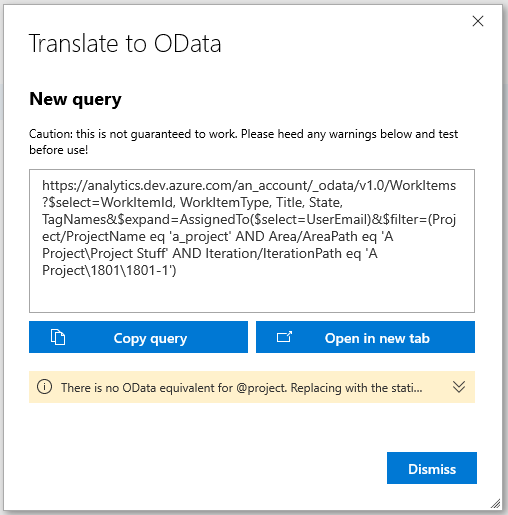 Translate to OData
New query
Caution: this is not guaranteed to work. Please heed any warnings below and test
before use!
https://analytics.dev.azure.com/an_account/_odata/v1.0/WorkItems
?$select=WorkItemId, WorkItemType, Title, State,
TagNames&$expand=AssignedTo($select=UserEmail)&$filter=(Proj
ect/ProjectName eq 'a_project' AND Area/AreaPath eq 'A
Project\Project Stuff' AND Iteration/IterationPath eq 'A
Project\1801\1801-1')
Copy query
Open in new tab
There is no OData equivalent for @project. Replacing with the stati...
Dismiss